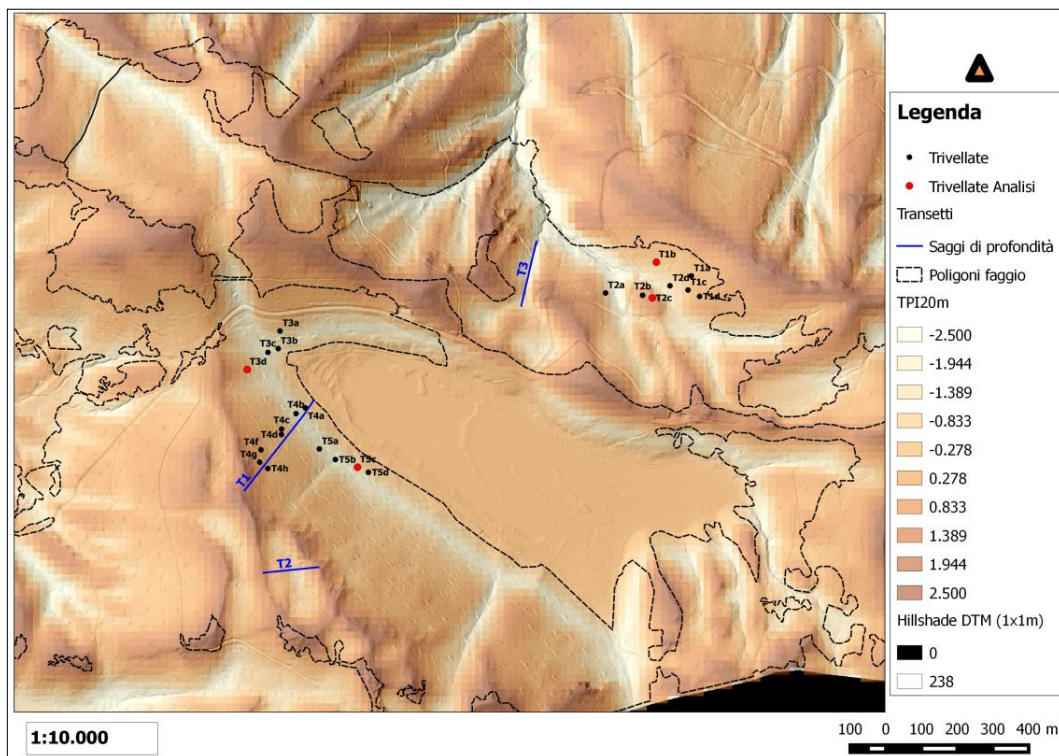 Legenda
Trivellate
Trivellate Analisi
Transetti
Saggi di profondità
Poligoni faggio
TPI20m
-2.500
-1.944
-1.389
-0.833
-0.278
0.278
0.833
1.389
1.944
2.500
Hillshade DTM (1x1m)
0
238
T1b
T1a
T2d
T1c
T2a
T2b
T2c
T1d
T3
T3a
T3c
T3b
T3d
T4b
T4a
T4c
T4d
T4f
T4g
T4h
T1
T5a
T5b
T5c
T5d
T2
1:10.000
100 0 100 200 300 400 m